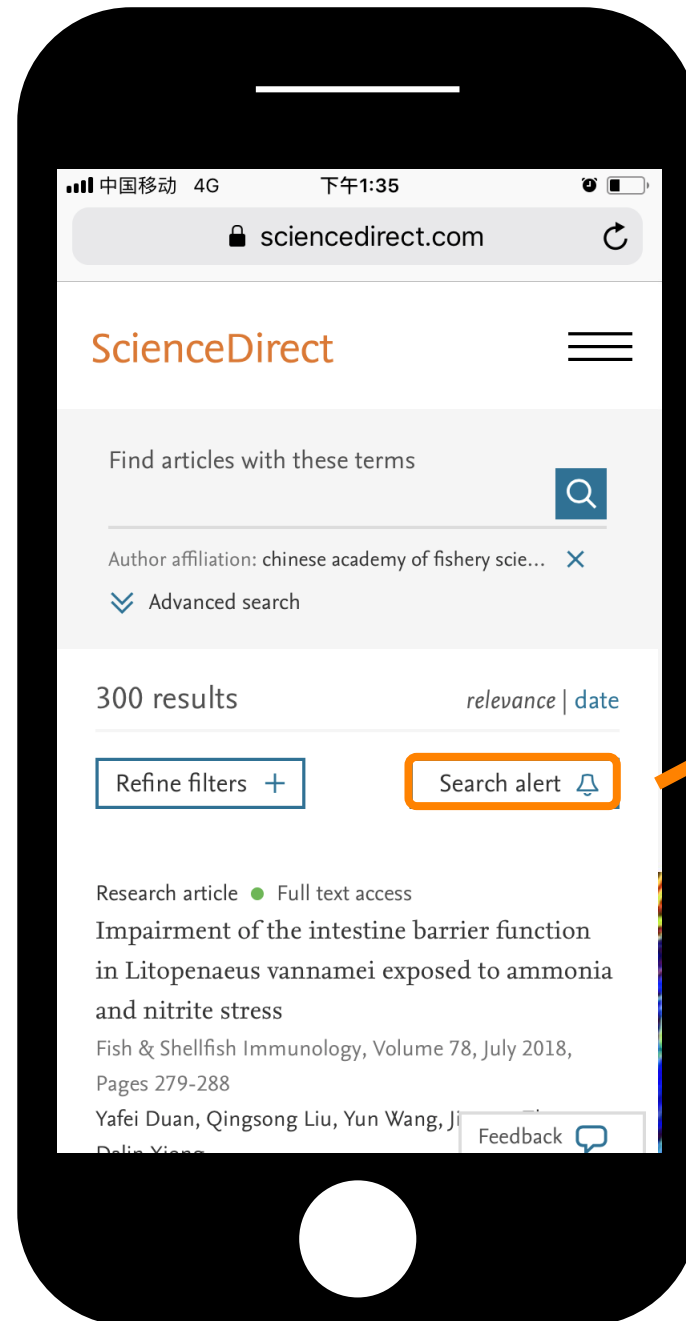 中国移动 4G 下午1:35
sciencedirect.com
ScienceDirect
Find articles with these terms
Author affiliation: chinese academy of fishery scie...
Advanced search
300 results relevance | date
Refine filters + Search alert
Research article ● Full text access
Impairment of the intestine barrier function
in Litopenaeus vannamei exposed to ammonia
and nitrite stress
Fish & Shellfish Immunology, Volume 78, July 2018,
Pages 279-288
Yafei Duan, Qingsong Liu, Yun Wang,
Feedback